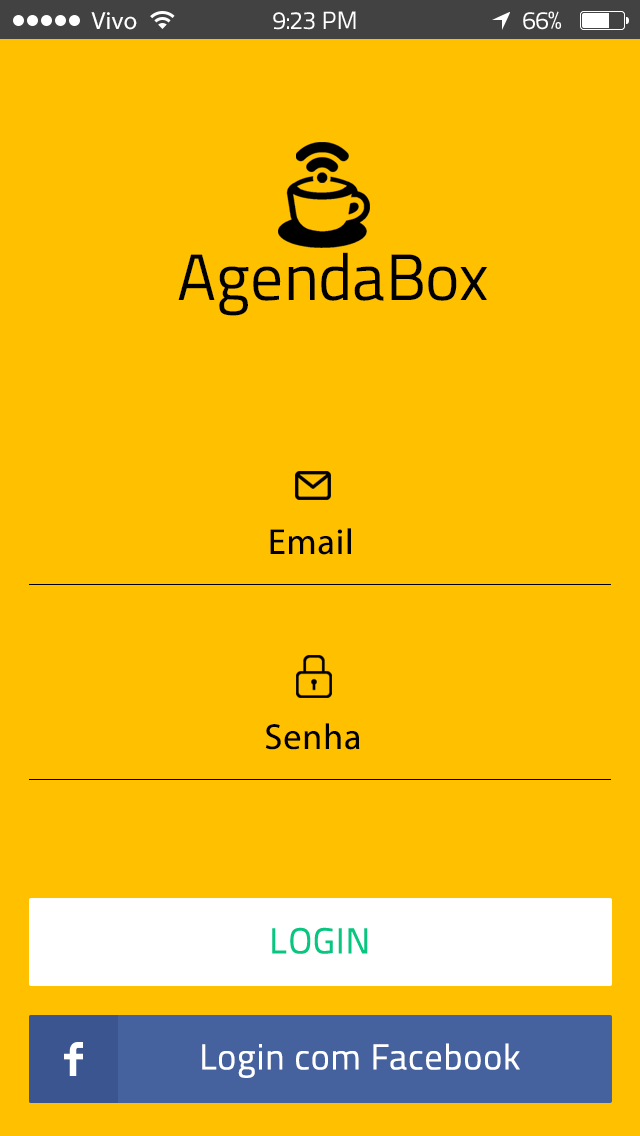 Vivo 9:23 PM 66%
AgendaBox
Email
Senha
LOGIN
f Login com Facebook